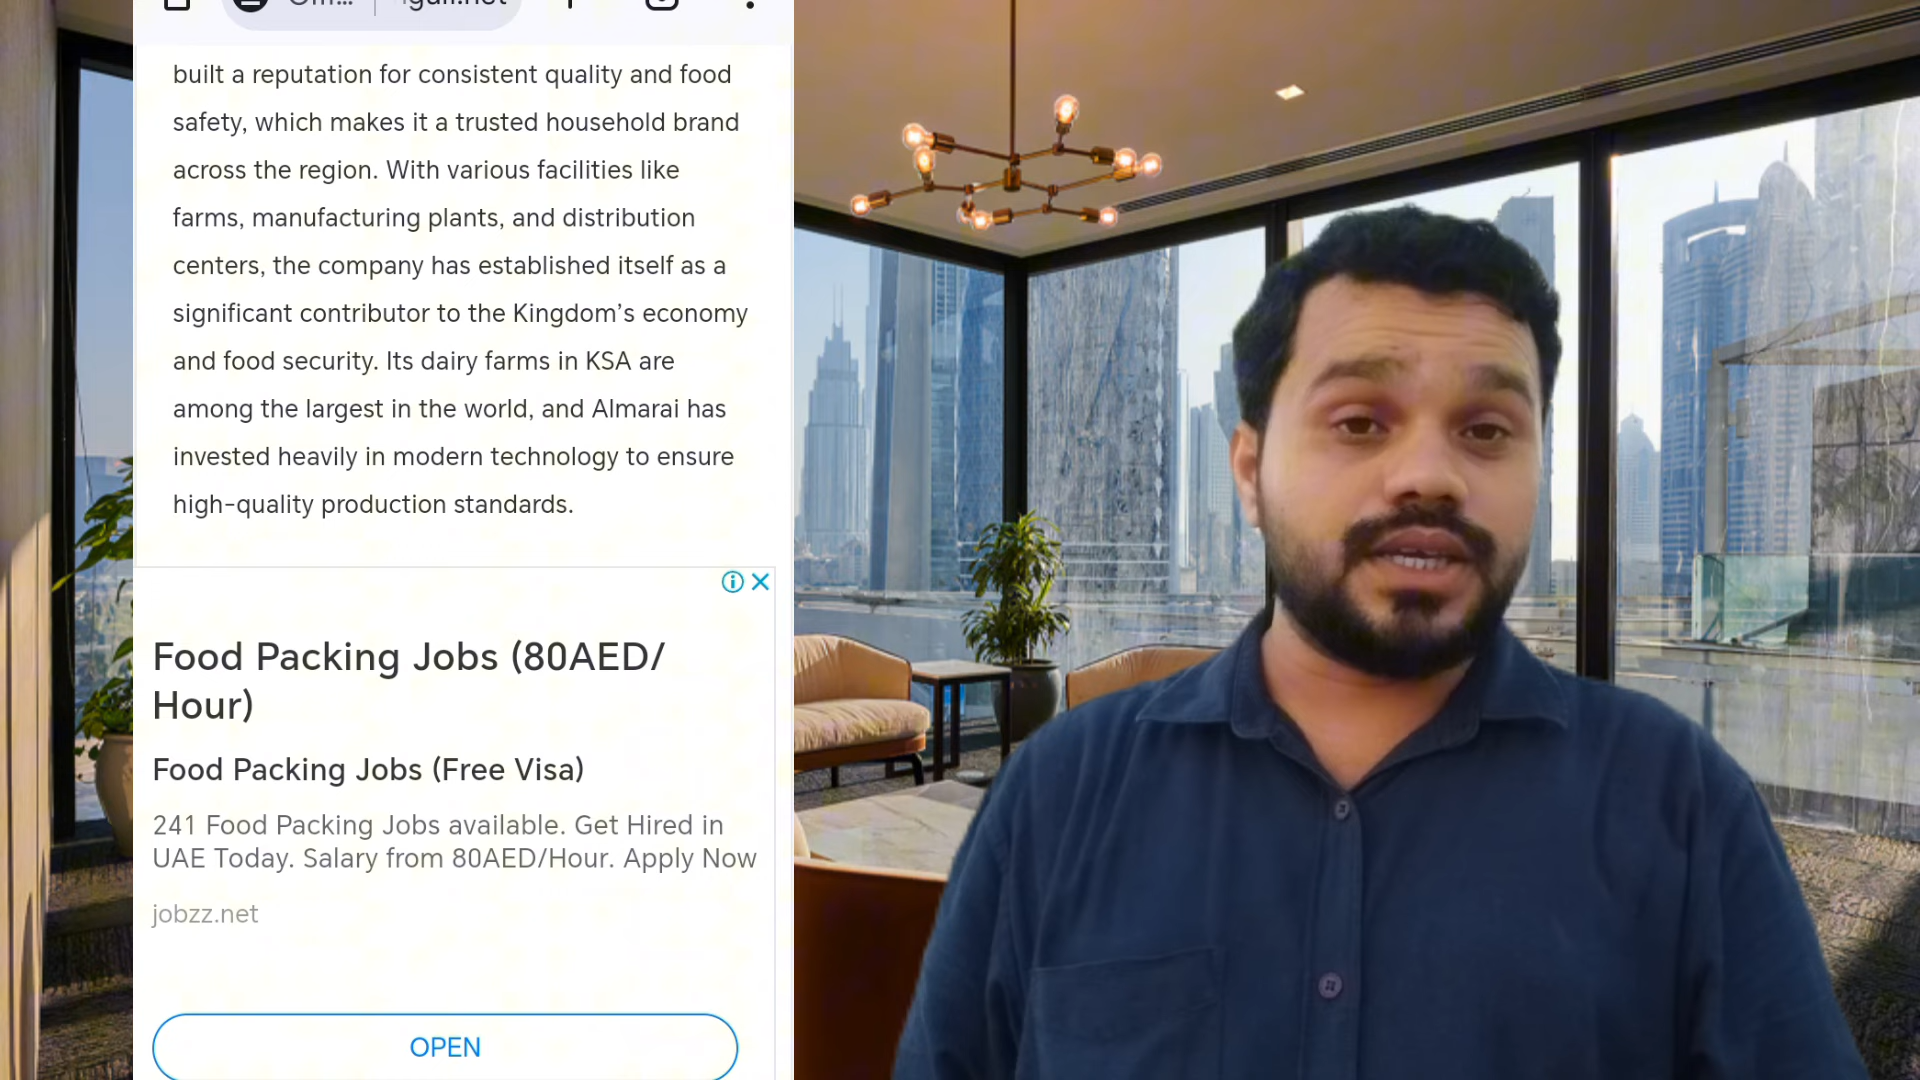 built a reputation for consistent quality and food
safety, which makes it a trusted household brand
across the region. With various facilities like
farms, manufacturing plants, and distribution
centers, the company has established itself as a
significant contributor to the Kingdom’s economy
and food security. Its dairy farms in KSA are
among the largest in the world, and Almarai has
invested heavily in modern technology to ensure
high-quality production standards.
Food Packing Jobs (80AED/
Hour)
Food Packing Jobs (Free Visa)
241 Food Packing Jobs available. Get Hired in
UAE Today. Salary from 80AED/Hour. Apply Now
jobzz.net
OPEN